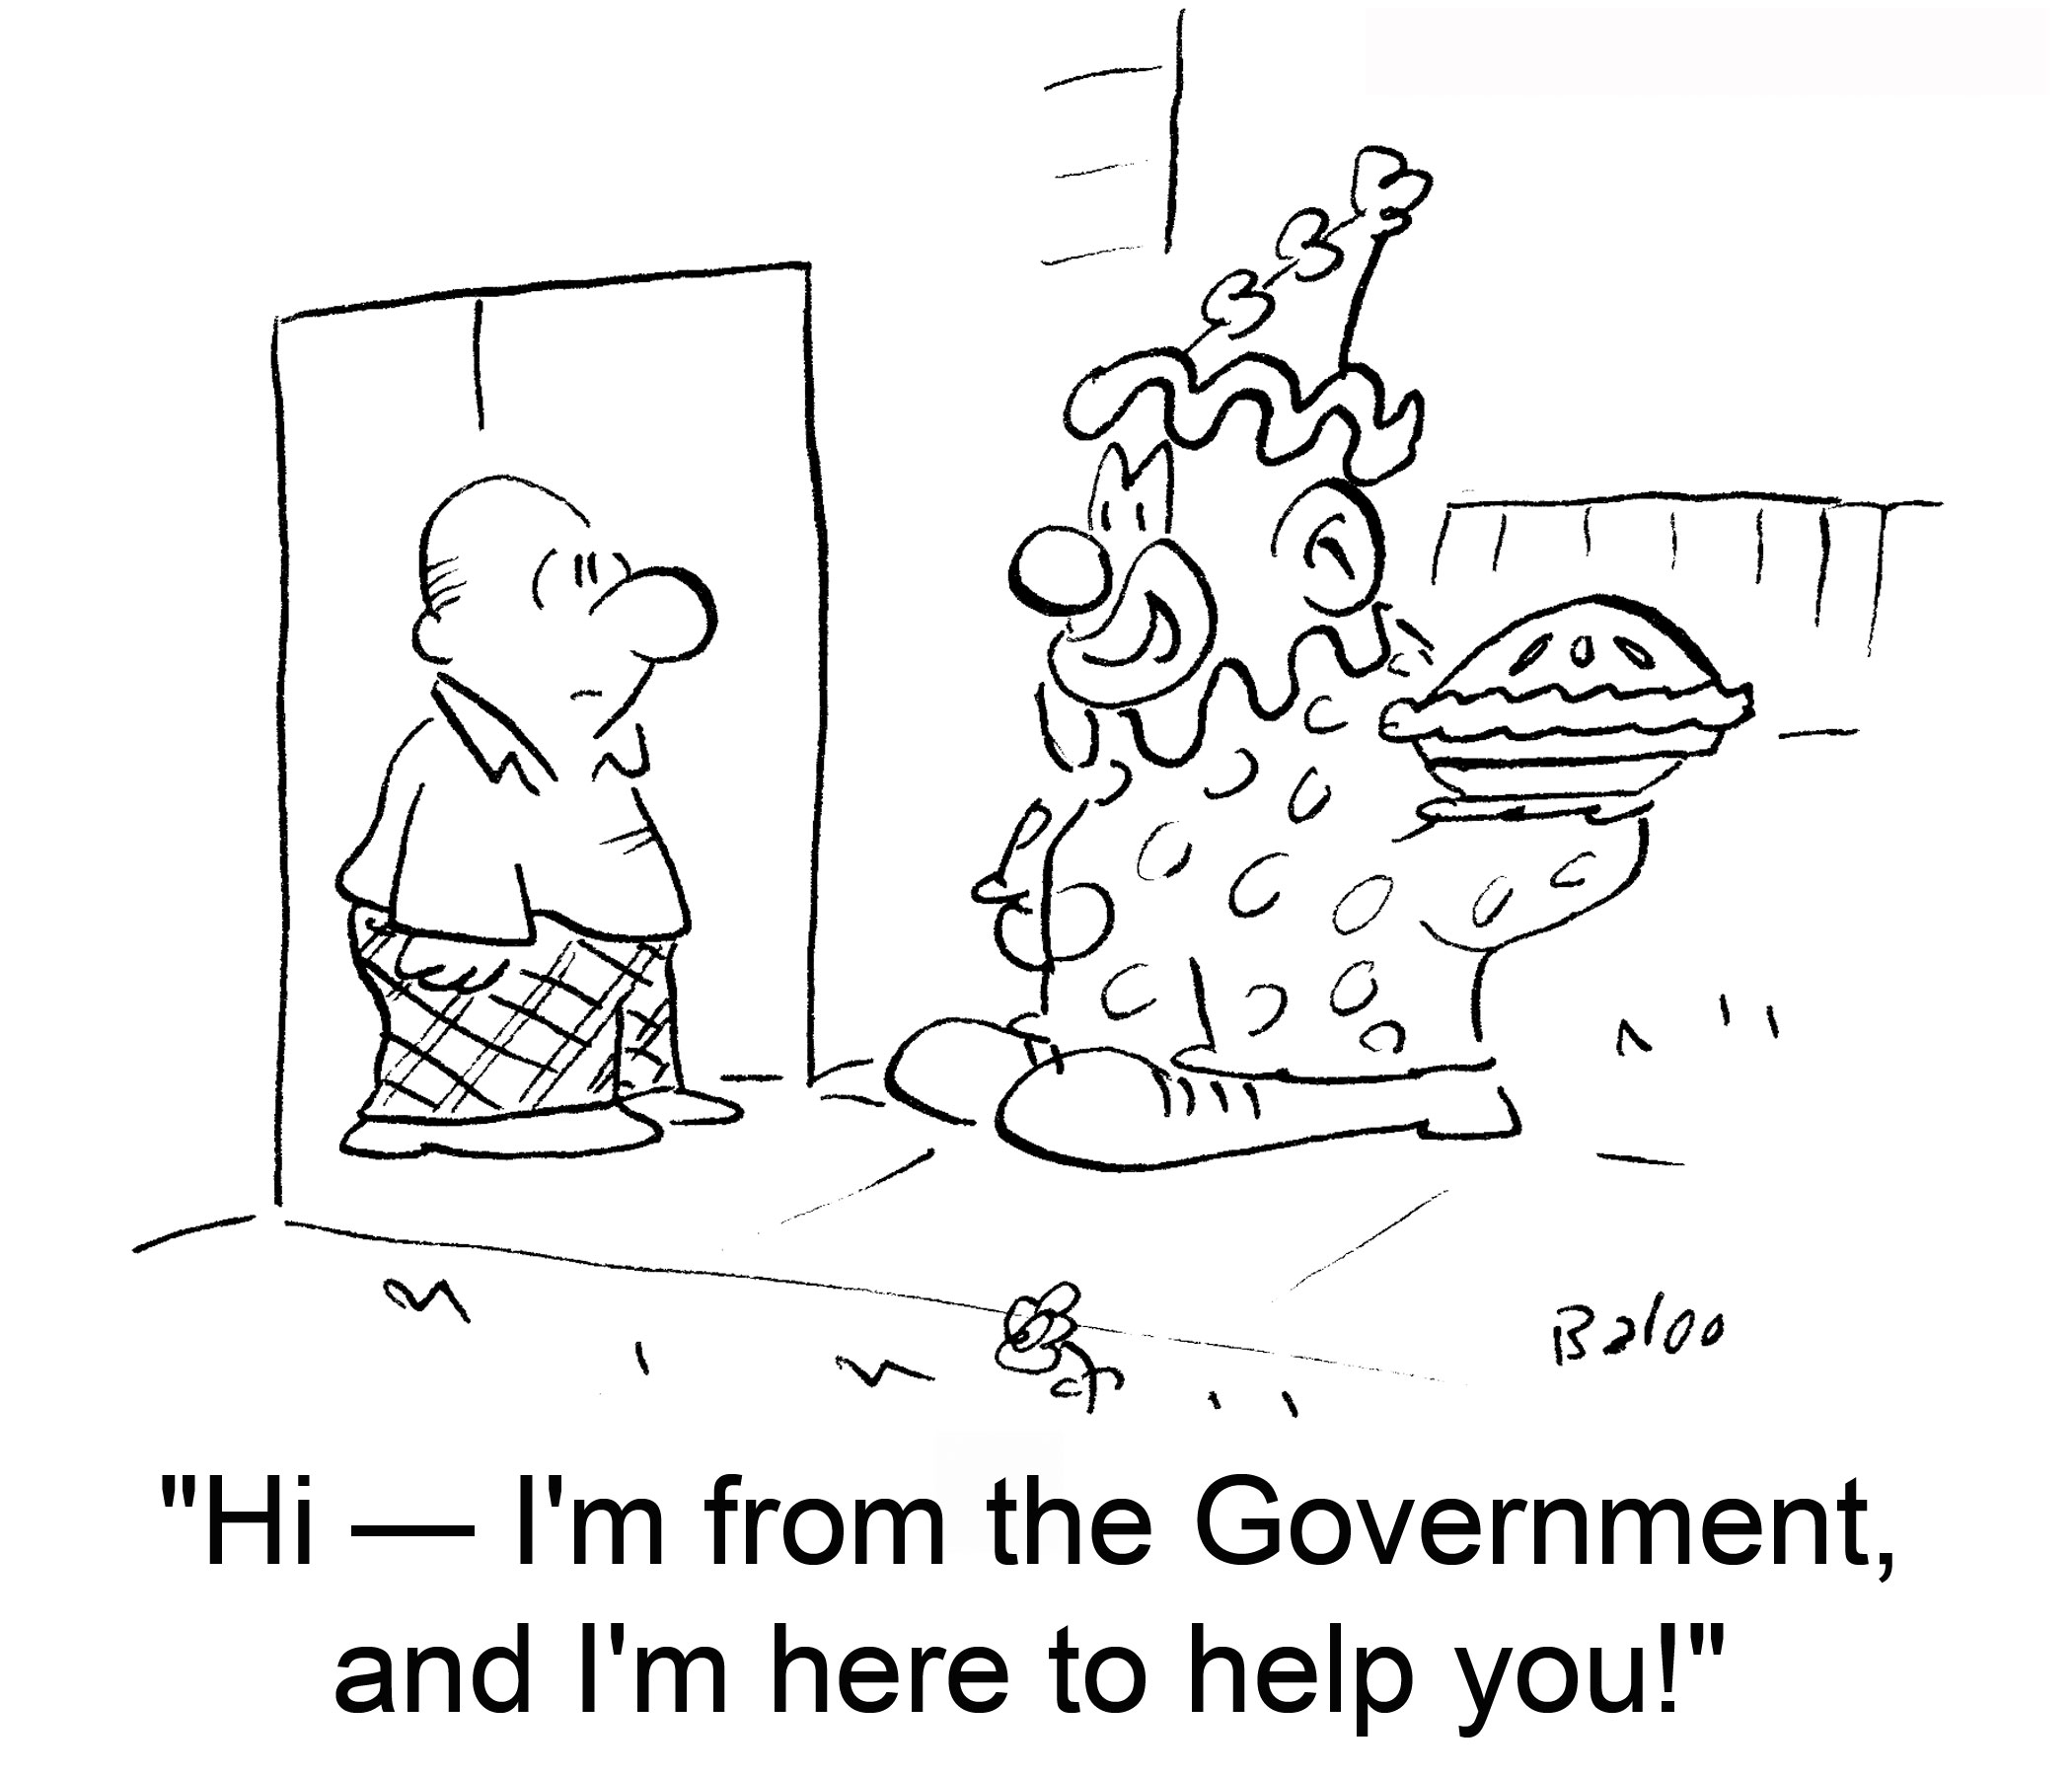 Baloo
"Hi — I'm from the Government,
and I'm here to help you!"